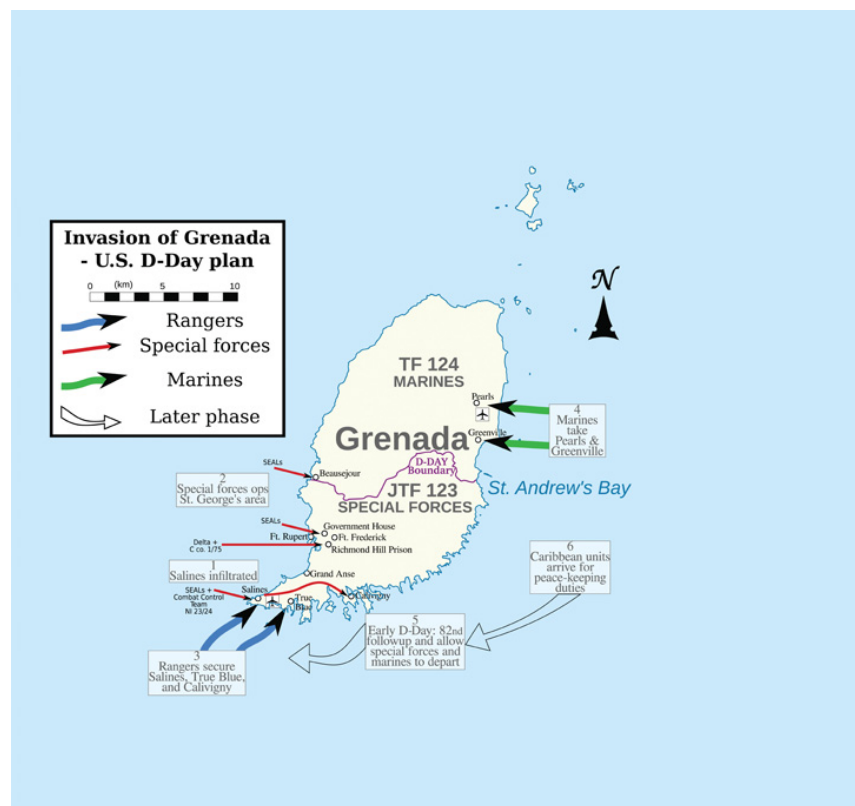 Invasion of Grenada
- U.S. D-Day plan
0 (km) 5 10
Rangers
Special forces
Marines
Later phase
N
TF 124
MARINES
Pearls
Grenada
Greenville
4
Marines
take
Pearls &
Greenville
D-DAY
Boundary
SEALs
Beausejour
2
Special forces ops
St. George's area
JTF 123
SPECIAL FORCES
St. Andrew's Bay
SEALs
Government House
Ft. Rupert
Ft. Frederick
Delta +
C co. 1/75
Richmond Hill Prison
1
Salines infiltrated
Grand Anse
SEALs +
Combat Control
Team
NI 23/24
Salines
True
Blue
Calivigny
6
Caribbean units
arrive for
peace-keeping
duties
5
Early D-Day: 82nd
followup and allow
special forces and
marines to depart
3
Rangers secure
Salines, True Blue,
and Calivigny